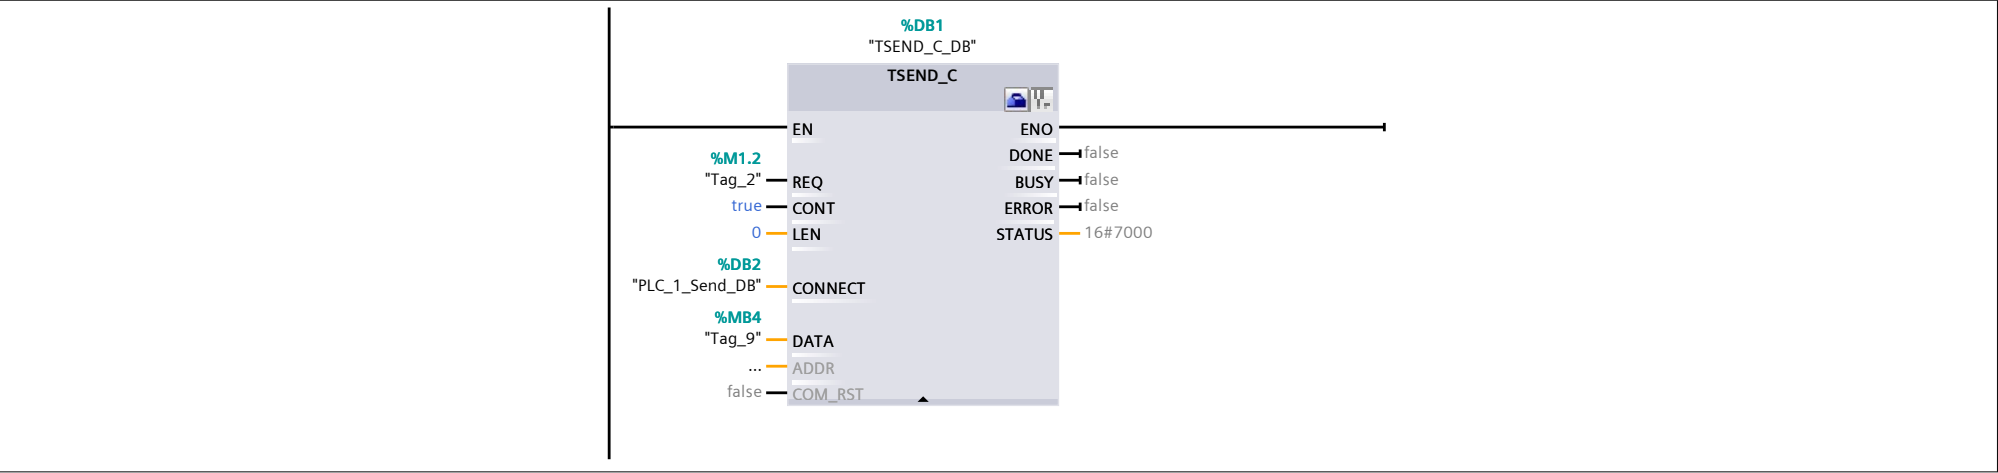 %DB1
"TSEND_C_DB"
TSEND_C
EN ENO
DONE false
%M1.2
"Tag_2" REQ BUSY false
true CONT ERROR false
0 LEN STATUS 16#7000
%DB2
"PLC_1_Send_DB" CONNECT
%MB4
"Tag_9" DATA
... ADDR
false COM_RST